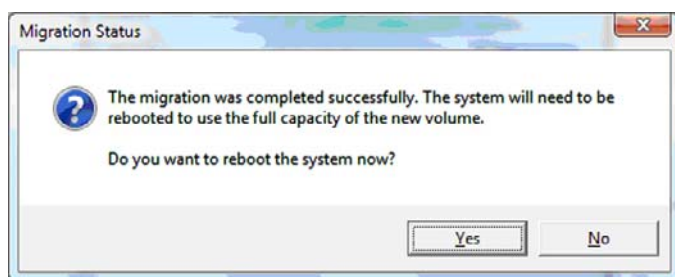 Migration Status
The migration was completed successfully. The system will need to be
rebooted to use the full capacity of the new volume.
Do you want to reboot the system now?
Yes
No